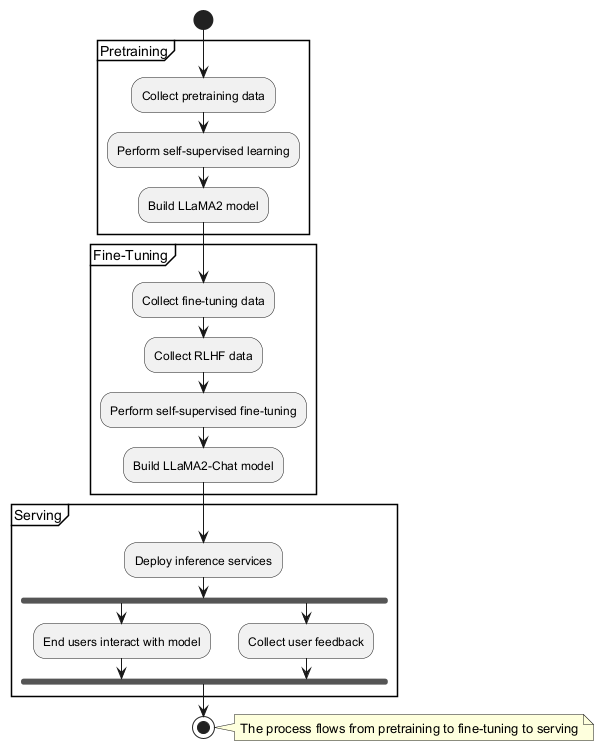 Pretraining
Collect pretraining data
Perform self-supervised learning
Build LLaMA2 model
Fine-Tuning
Collect fine-tuning data
Collect RLHF data
Perform self-supervised fine-tuning
Build LLaMA2-Chat model
Serving
Deploy inference services
End users interact with model
Collect user feedback
The process flows from pretraining to fine-tuning to serving